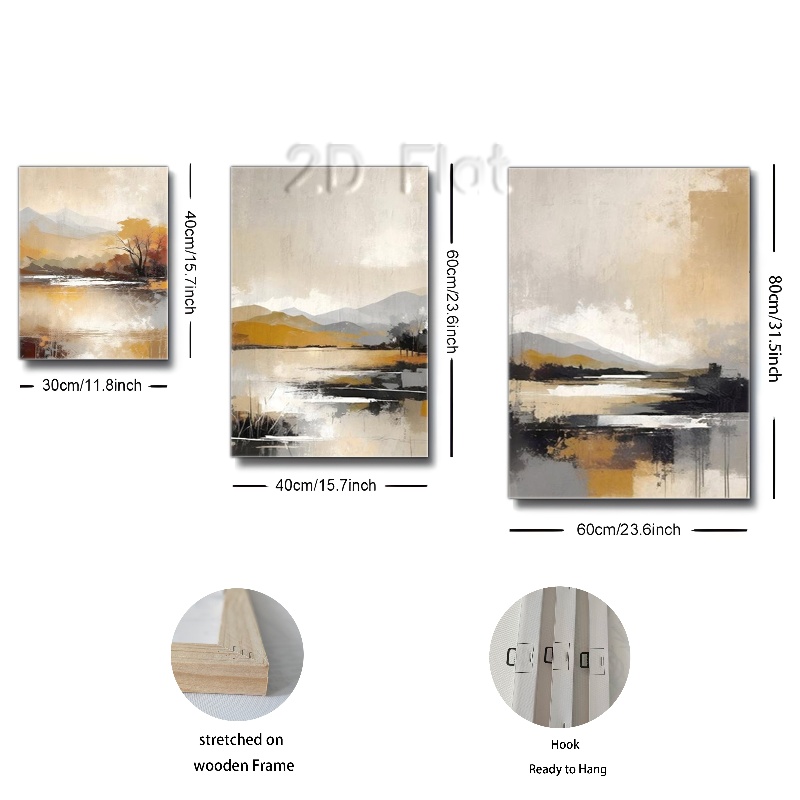 2D Flat
40cm/15.7inch
60cm/23.6inch
80cm/31.5inch
30cm/11.8inch
40cm/15.7inch
60cm/23.6inch
stretched on
wooden Frame
Hook
Ready to Hang